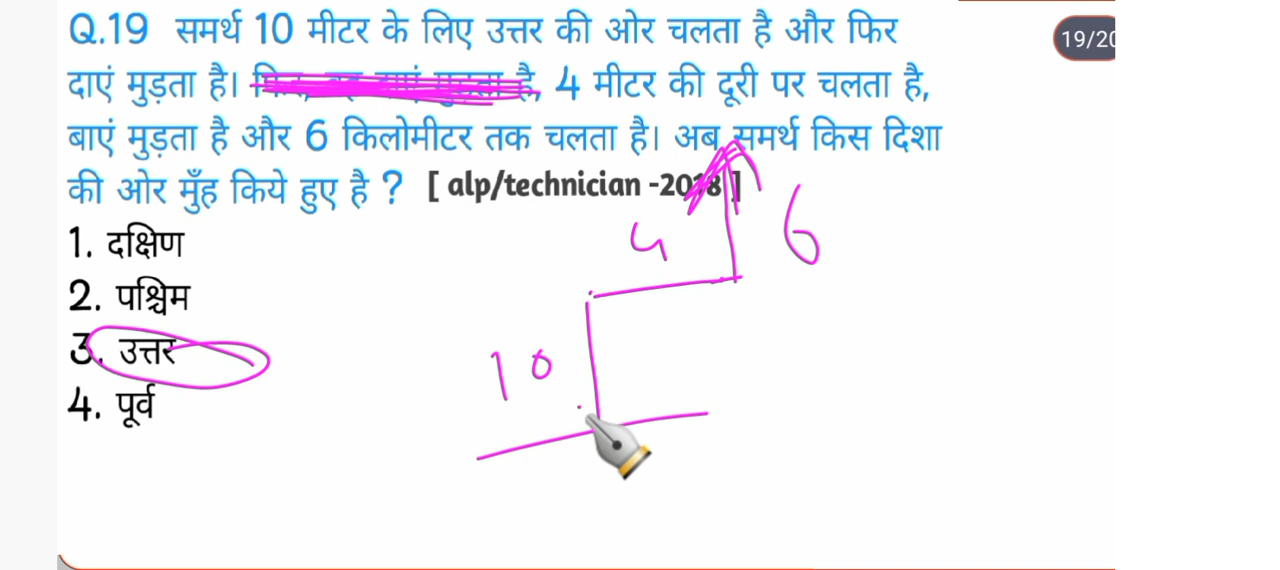 Q.19 समर्थ 10 मीटर के लिए उत्तर की ओर चलता है और फिर
19/20
दाएं मुड़ता है। है, 4 मीटर की दूरी पर चलता है,
बाएं मुड़ता है और 6 किलोमीटर तक चलता है। अब समर्थ किस दिशा
की ओर मुँह किये हुए है ? [ alp/technician -2018 ]
1. दक्षिण
2. पश्चिम
3. उत्तर
4. पूर्व
4
6
10